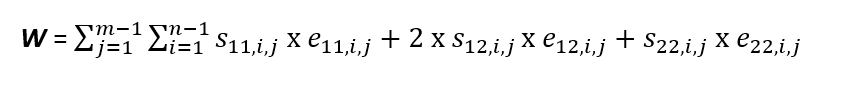 W = ∑_{j=1}^{m−1} ∑_{i=1}^{n−1} s_{11,i,j} x e_{11,i,j} + 2 x s_{12,i,j} x e_{12,i,j} + s_{22,i,j} x e_{22,i,j}